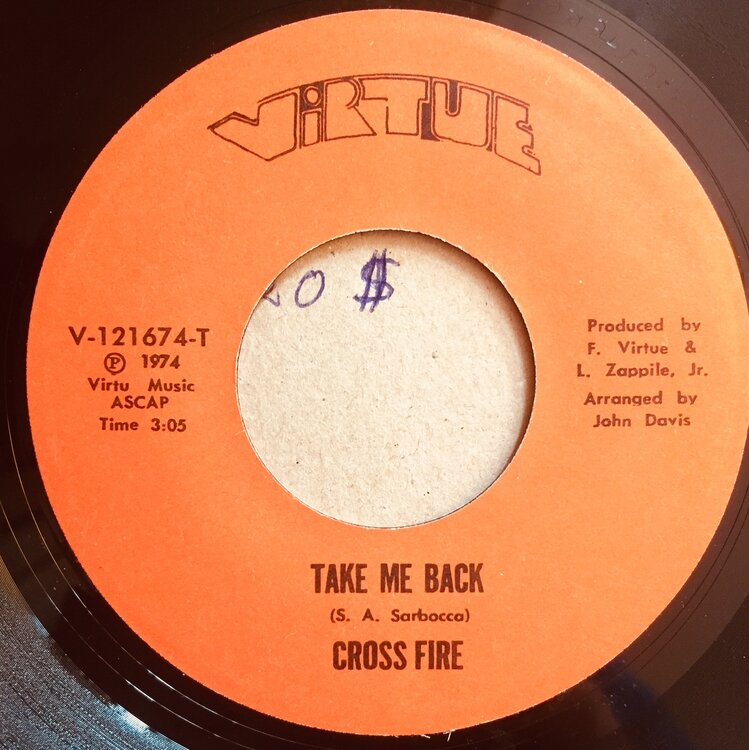 ViRTUE
$
V-121674-T
Ⓟ 1974
Virtu Music
ASCAP
Time 3:05
Produced by
F. Virtue &
L. Zappile, Jr.
Arranged by
John Davis
TAKE ME BACK
(S. A. Sarbocca)
CROSS FIRE